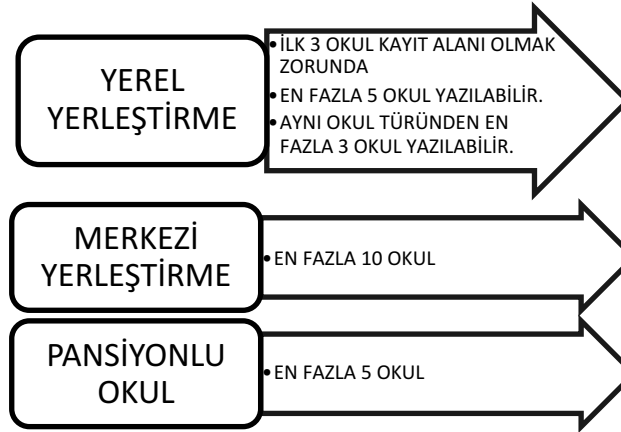 YEREL
YERLEŞTİRME
•İLK 3 OKUL KAYIT ALANI OLMAK
ZORUNDA
•EN FAZLA 5 OKUL YAZILABİLİR.
•AYNI OKUL TÜRÜNDEN EN
FAZLA 3 OKUL YAZILABİLİR.
MERKEZİ
YERLEŞTİRME
•EN FAZLA 10 OKUL
PANSİYONLU
OKUL
•EN FAZLA 5 OKUL